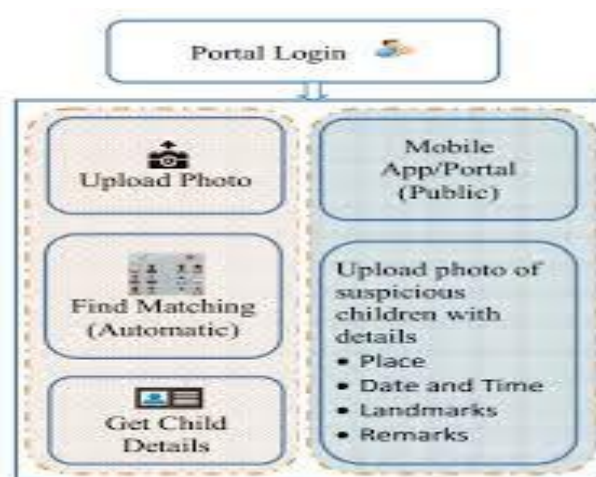 Portal Login
Upload Photo
Find Matching
(Automatic)
Get Child
Details
Mobile
App/Portal
(Public)
Upload photo of
suspicious
children with
details
• Place
• Date and Time
• Landmarks
• Remarks